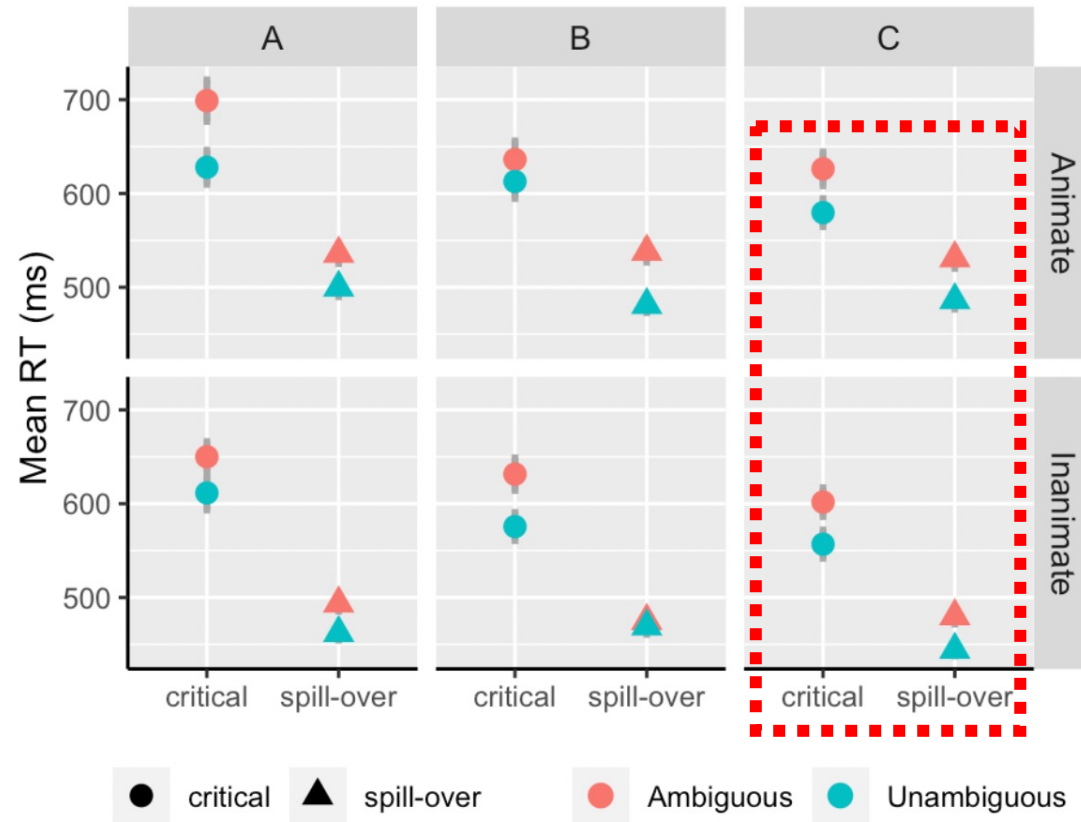 A B C
700
600
500
Animate
Mean RT (ms)
700
600
500
Inanimate
critical spill-over critical spill-over critical spill-over
critical spill-over Ambiguous Unambiguous